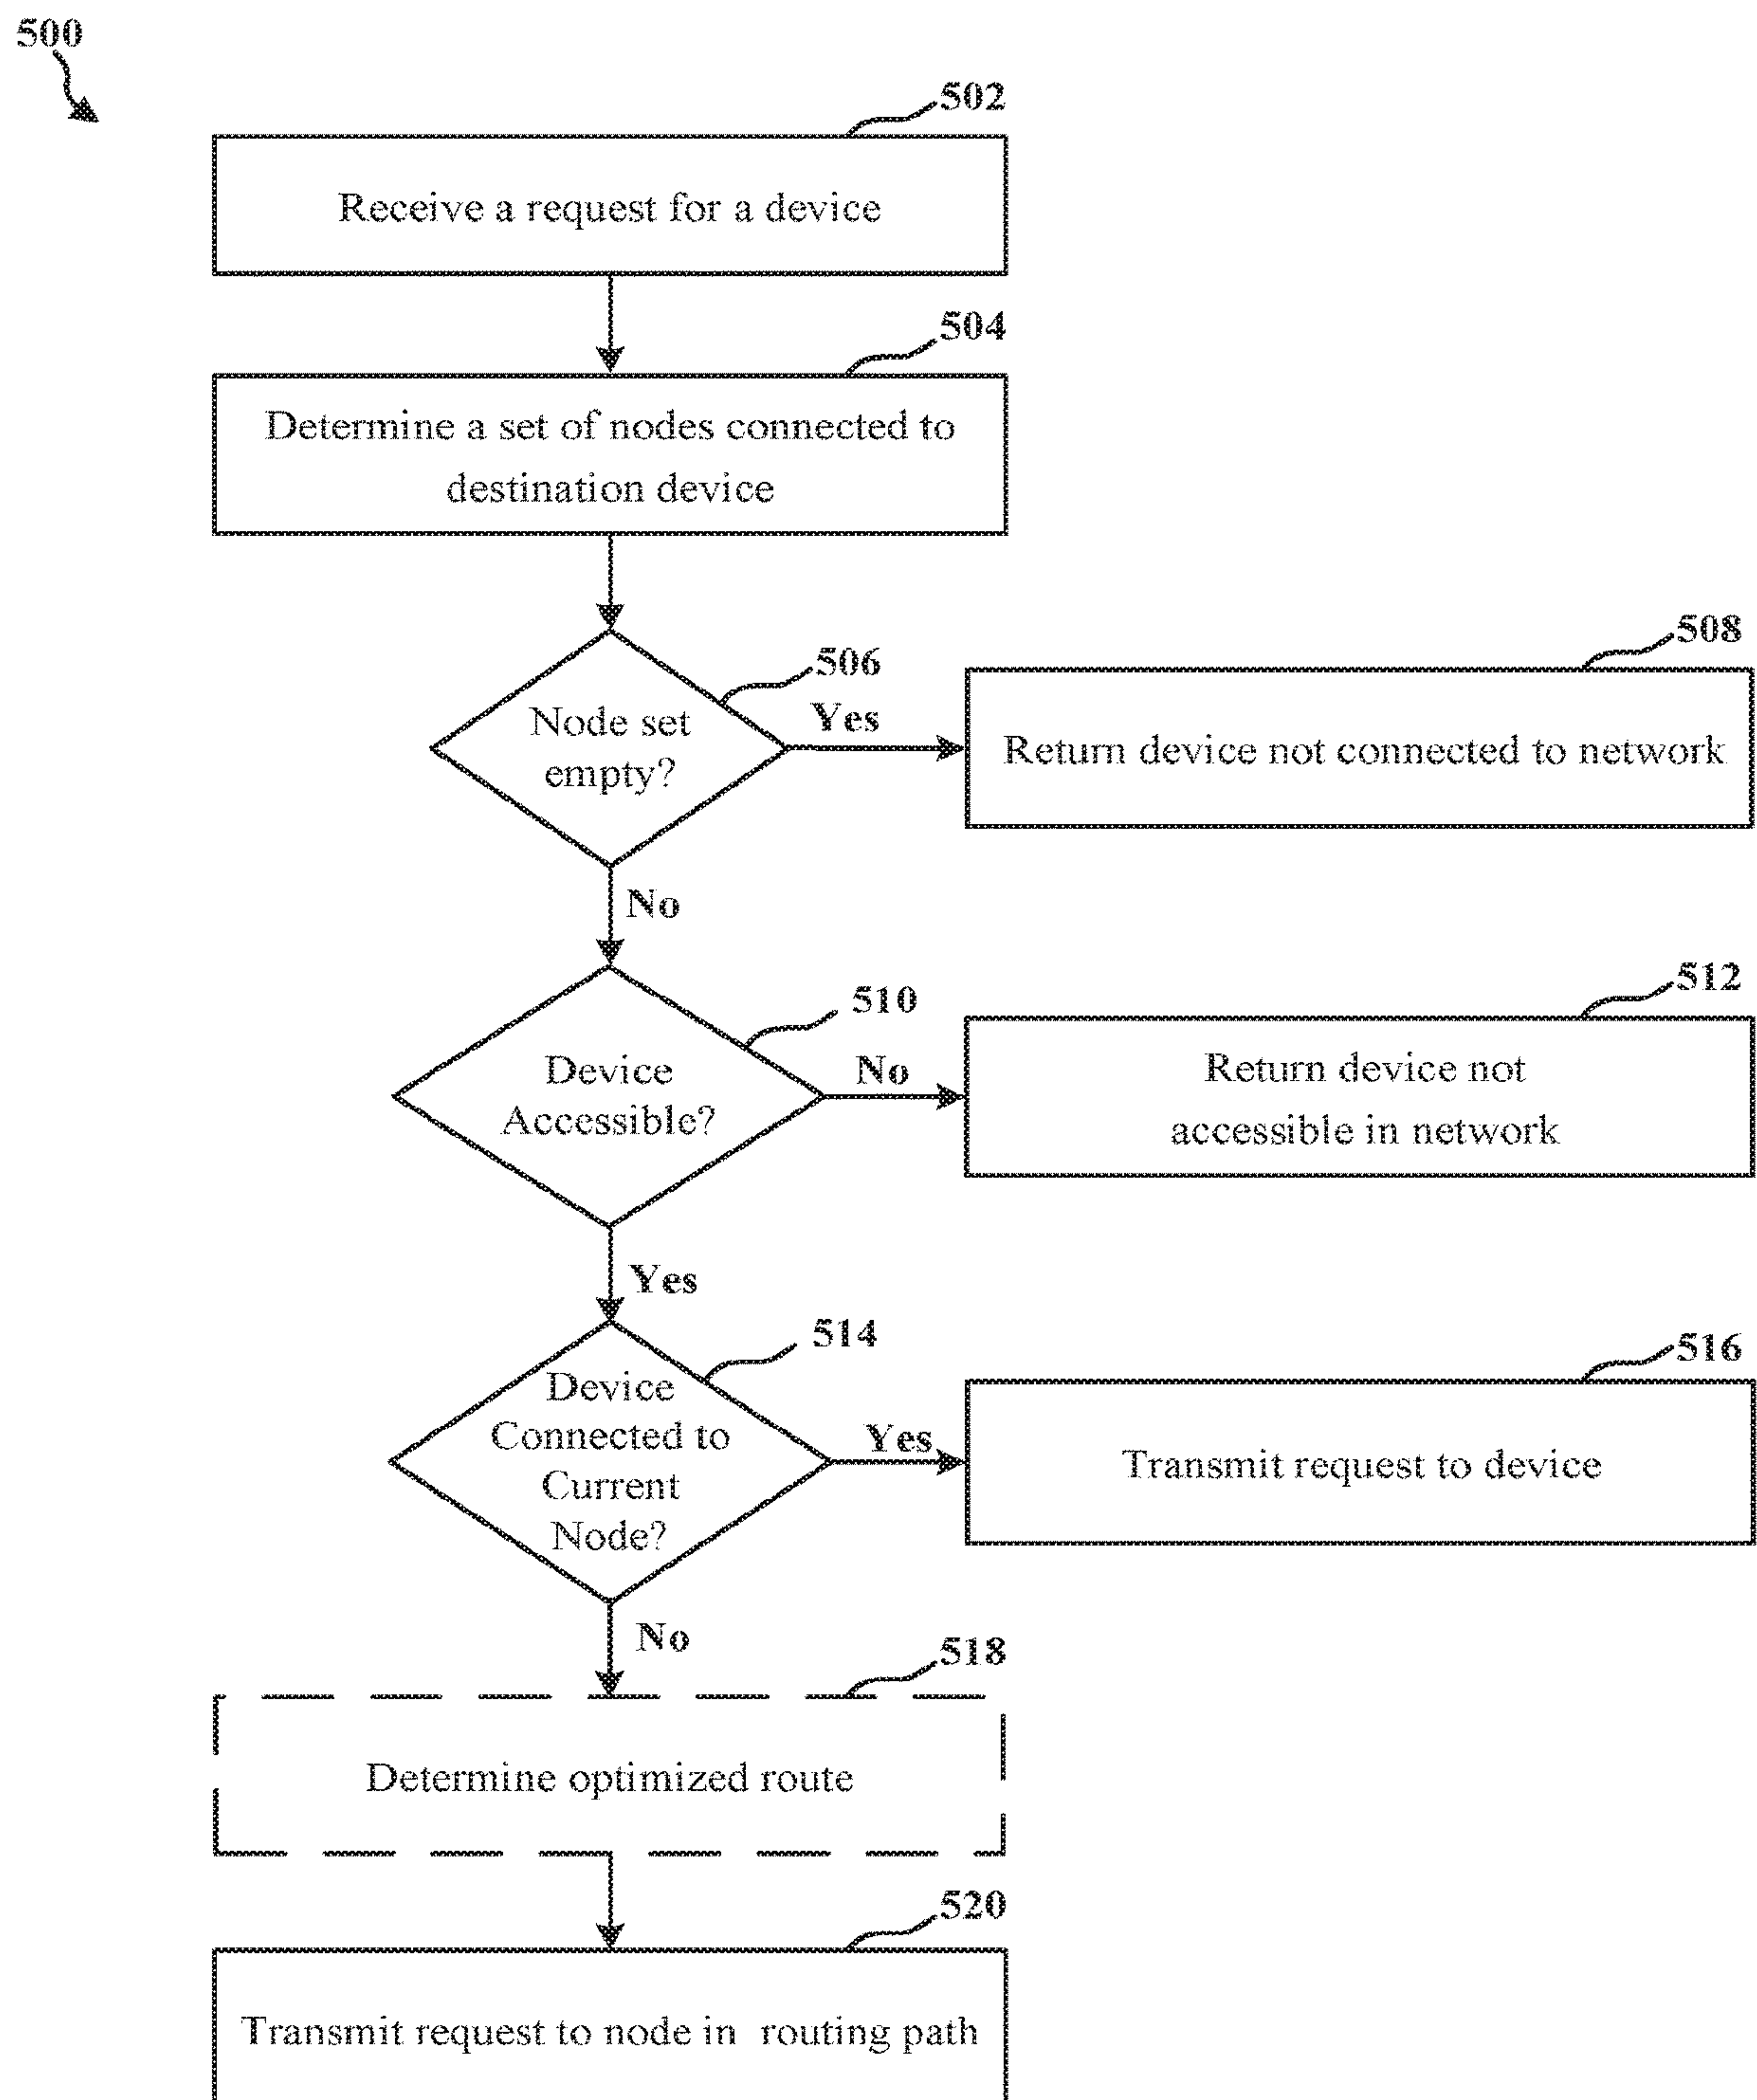 500
502
Receive a request for a device
504
Determine a set of nodes connected to
destination device
506
Node set
empty?
Yes
508
Return device not connected to network
No
510
Device
Accessible?
No
512
Return device not
accessible in network
Yes
514
Device
Connected to
Current
Node?
Yes
516
Transmit request to device
No
518
Determine optimized route
520
Transmit request to node in routing path